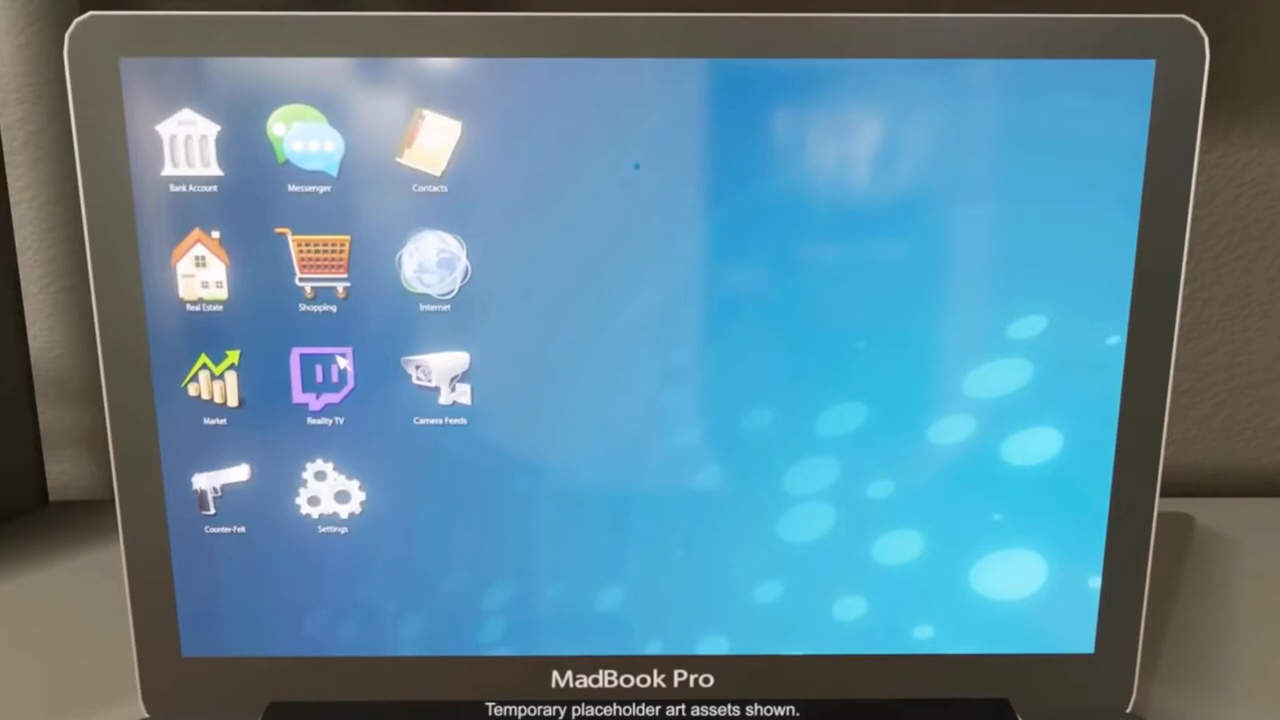 Bank Account
Messenger
Contacts
Real Estate
Shopping
Internet
Market
Reality TV
Camera Feeds
Counter-Felt
Settings
MadBook Pro
Temporary placeholder art assets shown.